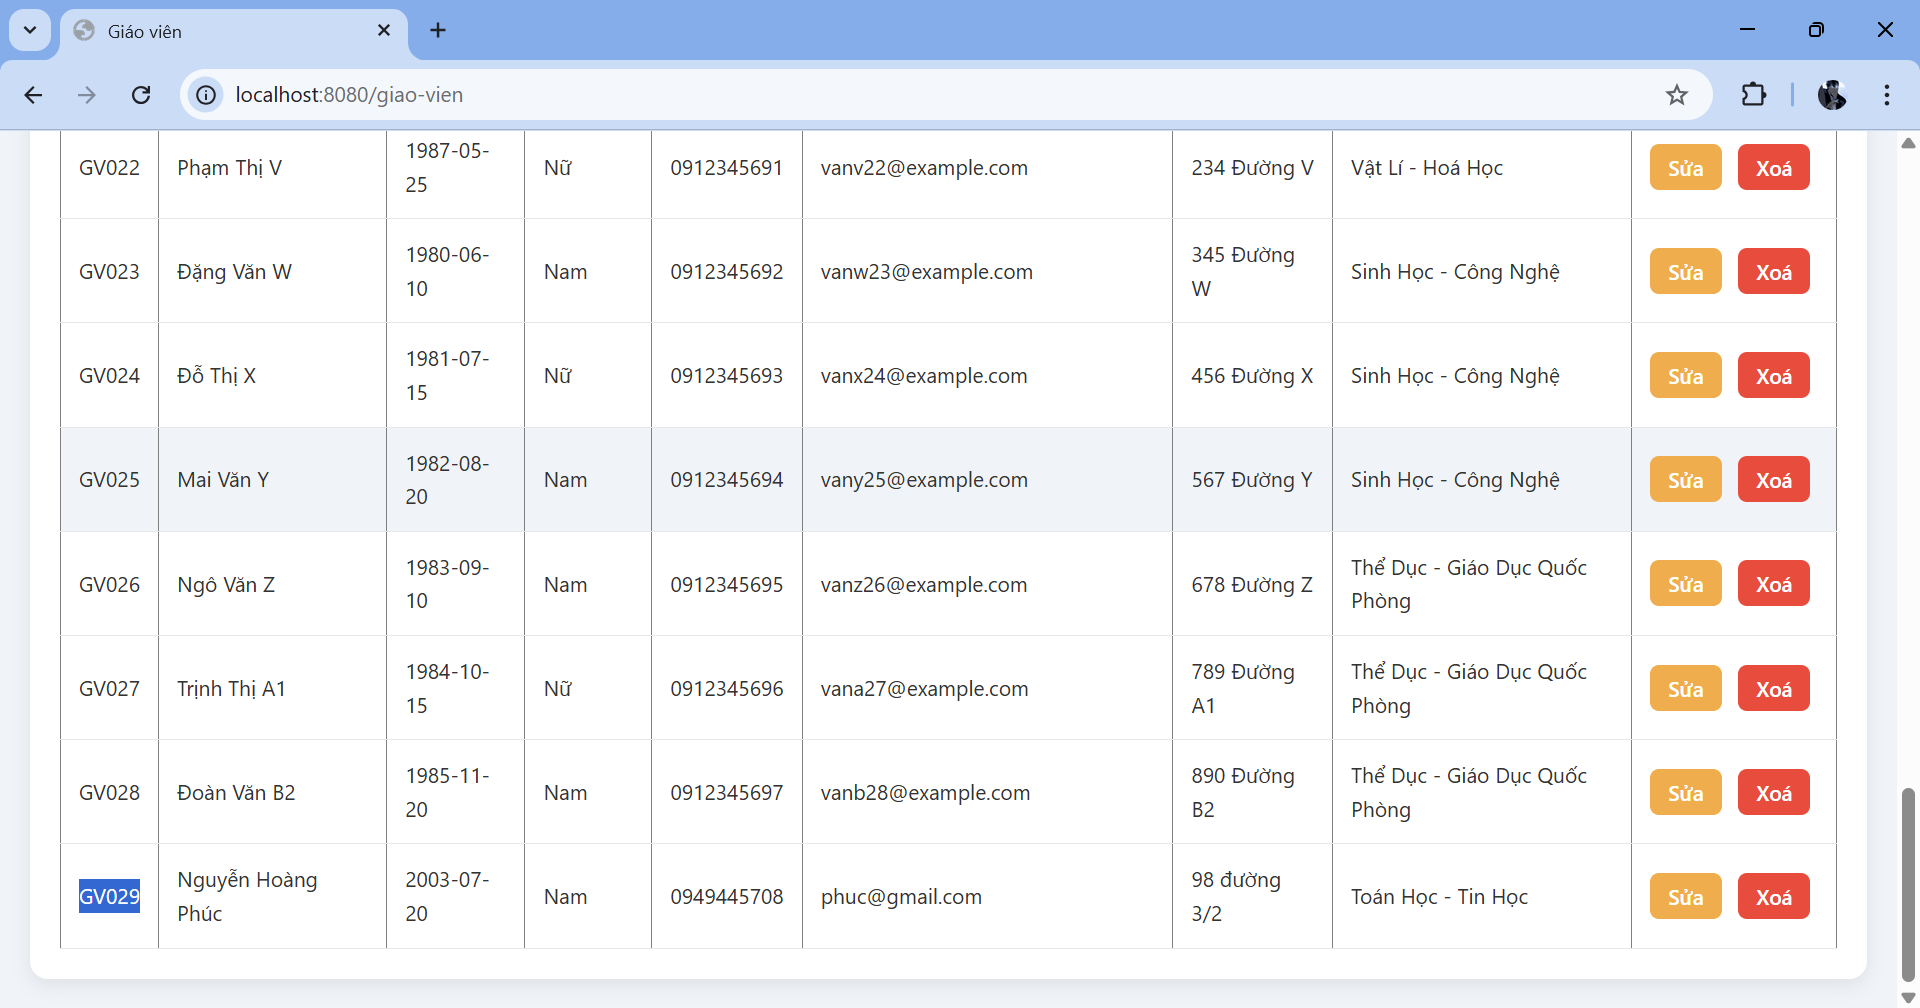 Giáo viên
localhost:8080/giao-vien
GV022 Phạm Thị V 1987-05-25 Nữ 0912345691 vanv22@example.com 234 Đường V Vật Lí - Hoá Học Sửa Xoá
GV023 Đặng Văn W 1980-06-10 Nam 0912345692 vanw23@example.com 345 Đường W Sinh Học - Công Nghệ Sửa Xoá
GV024 Đỗ Thị X 1981-07-15 Nữ 0912345693 vanx24@example.com 456 Đường X Sinh Học - Công Nghệ Sửa Xoá
GV025 Mai Văn Y 1982-08-20 Nam 0912345694 vany25@example.com 567 Đường Y Sinh Học - Công Nghệ Sửa Xoá
GV026 Ngô Văn Z 1983-09-10 Nam 0912345695 vanz26@example.com 678 Đường Z Thể Dục - Giáo Dục Quốc Phòng Sửa Xoá
GV027 Trịnh Thị A1 1984-10-15 Nữ 0912345696 vana27@example.com 789 Đường A1 Thể Dục - Giáo Dục Quốc Phòng Sửa Xoá
GV028 Đoàn Văn B2 1985-11-20 Nam 0912345697 vanb28@example.com 890 Đường B2 Thể Dục - Giáo Dục Quốc Phòng Sửa Xoá
GV029 Nguyễn Hoàng Phúc 2003-07-20 Nam 0949445708 phuc@gmail.com 98 đường 3/2 Toán Học - Tin Học Sửa Xoá